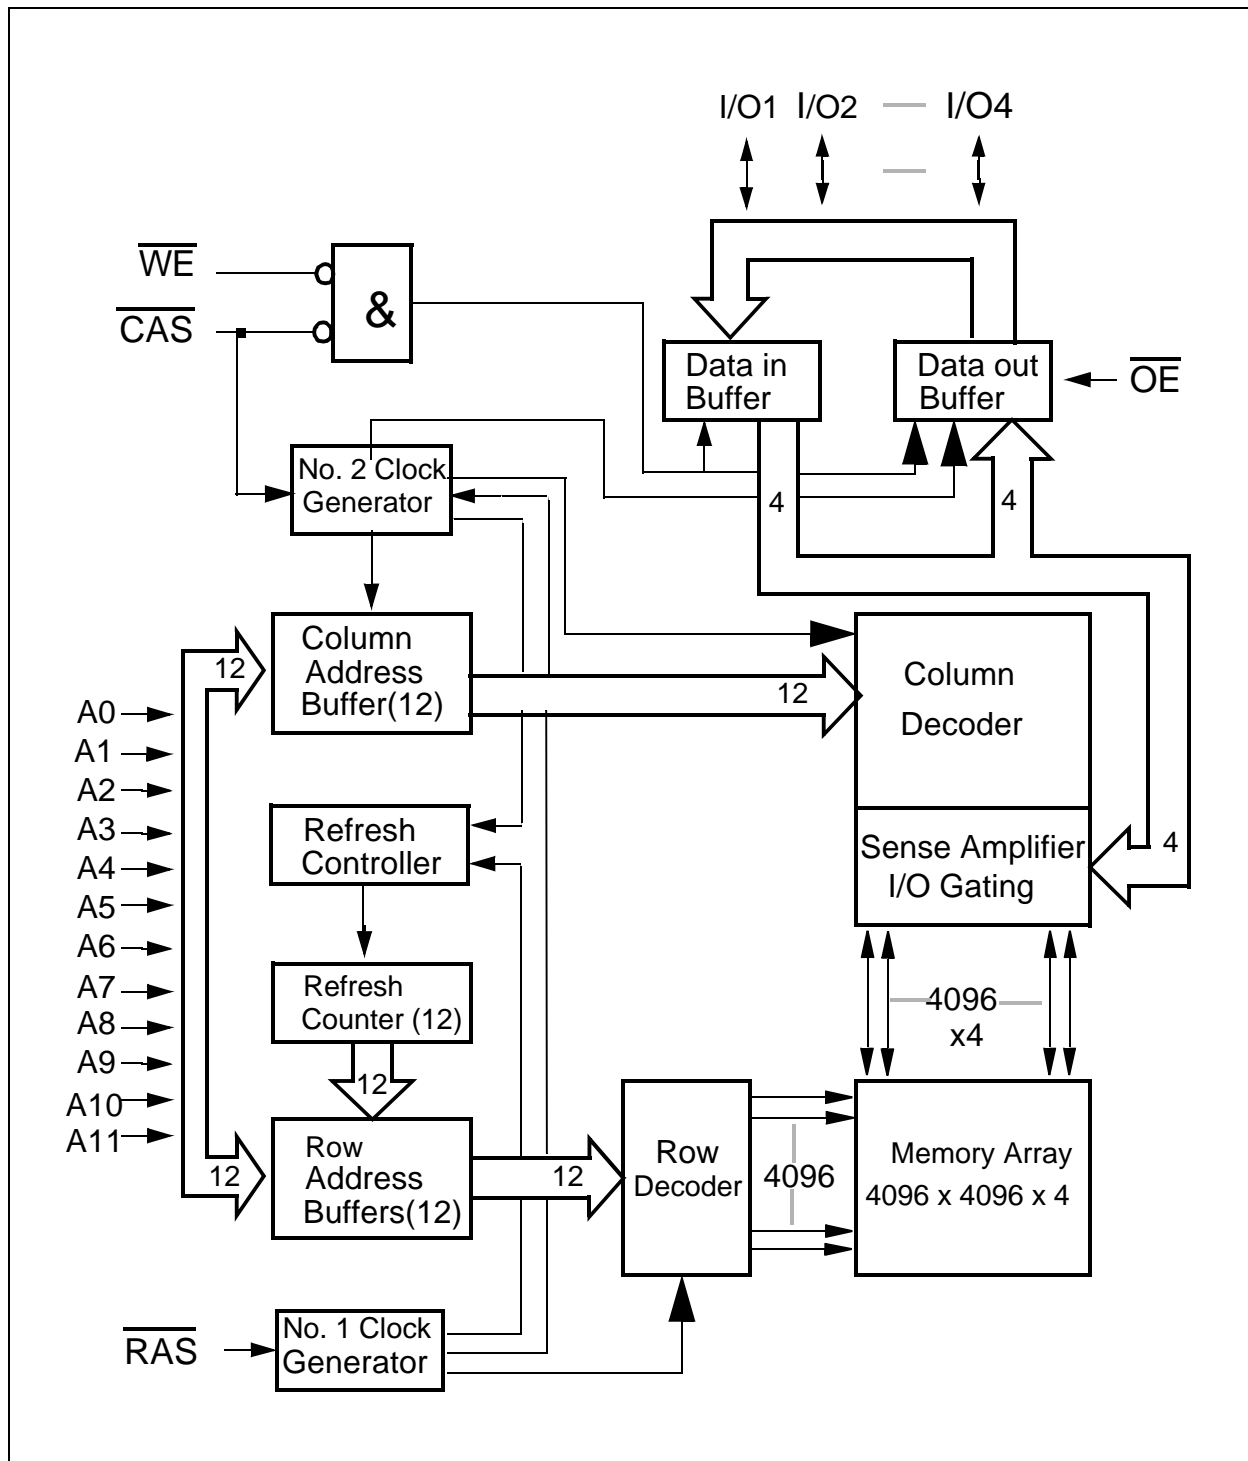 I/O1 I/O2 I/O4
WE
CAS
&
Data in
Buffer
Data out
Buffer
OE
No. 2 Clock
Generator
4
4
Column
Address
Buffer(12)
12
12
Column
Decoder
A0
A1
A2
A3
A4
A5
A6
A7
A8
A9
A10
A11
Refresh
Controller
Sense Amplifier
I/O Gating
4
Refresh
Counter (12)
4096
x4
12
Row
Address
Buffers(12)
12
12
Row
Decoder
4096
Memory Array
4096 x 4096 x 4
RAS
No. 1 Clock
Generator